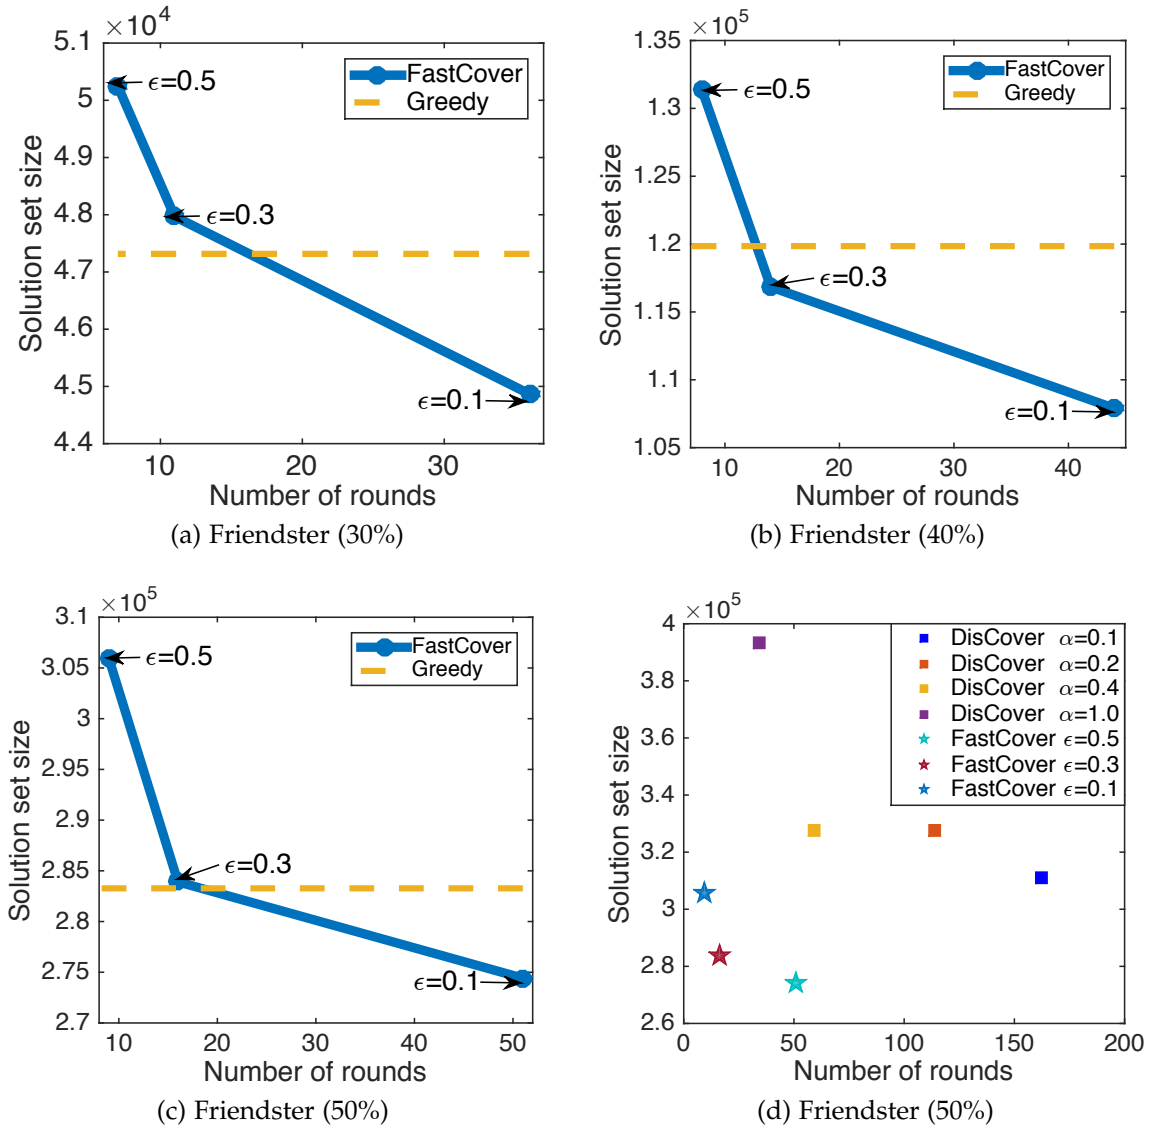 ×10⁴
5.1
5
4.9
4.8
4.7
4.6
4.5
4.4
10
20
30
Solution set size
Number of rounds
FastCover
Greedy
ϵ=0.5
ϵ=0.3
ϵ=0.1
(a) Friendster (30%)
×10⁵
1.35
1.3
1.25
1.2
1.15
1.1
1.05
10
20
30
40
Solution set size
Number of rounds
FastCover
Greedy
ϵ=0.5
ϵ=0.3
ϵ=0.1
(b) Friendster (40%)
×10⁵
3.1
3.05
3
2.95
2.9
2.85
2.8
2.75
2.7
10
20
30
40
50
Solution set size
Number of rounds
FastCover
Greedy
ϵ=0.5
ϵ=0.3
ϵ=0.1
(c) Friendster (50%)
×10⁵
4
3.8
3.6
3.4
3.2
3
2.8
2.6
0
50
100
150
200
Solution set size
Number of rounds
DisCover α=0.1
DisCover α=0.2
DisCover α=0.4
DisCover α=1.0
FastCover ϵ=0.5
FastCover ϵ=0.3
FastCover ϵ=0.1
(d) Friendster (50%)